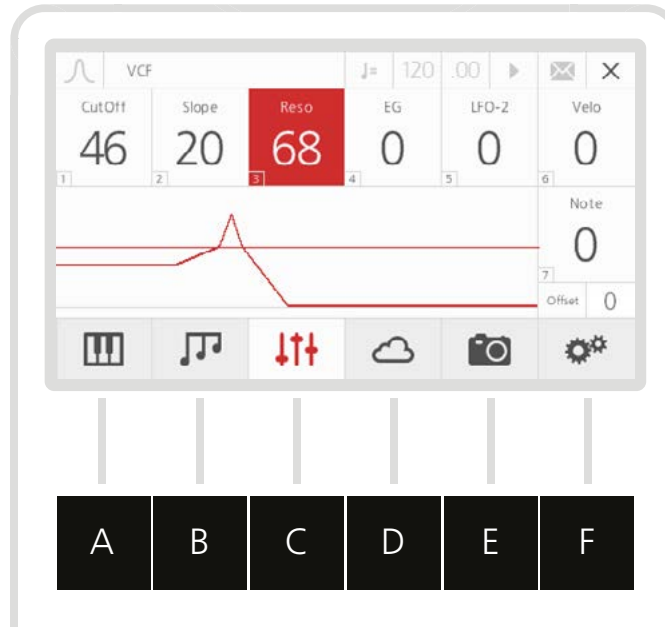 VCF ♩= 120 .00
CutOff Slope Reso EG LFO-2 Velo
46 20 68 0 0 0
1 2 3 4 5 6
Note
0
7
Offset 0
A B C D E F